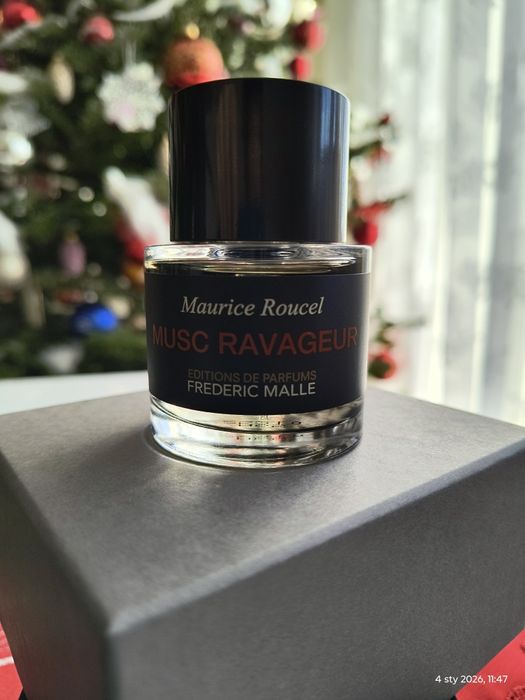 Maurice Roucel
MUSC RAVAGEUR
EDITIONS DE PARFUMS
FREDERIC MALLE
4 sty 2026, 11:47